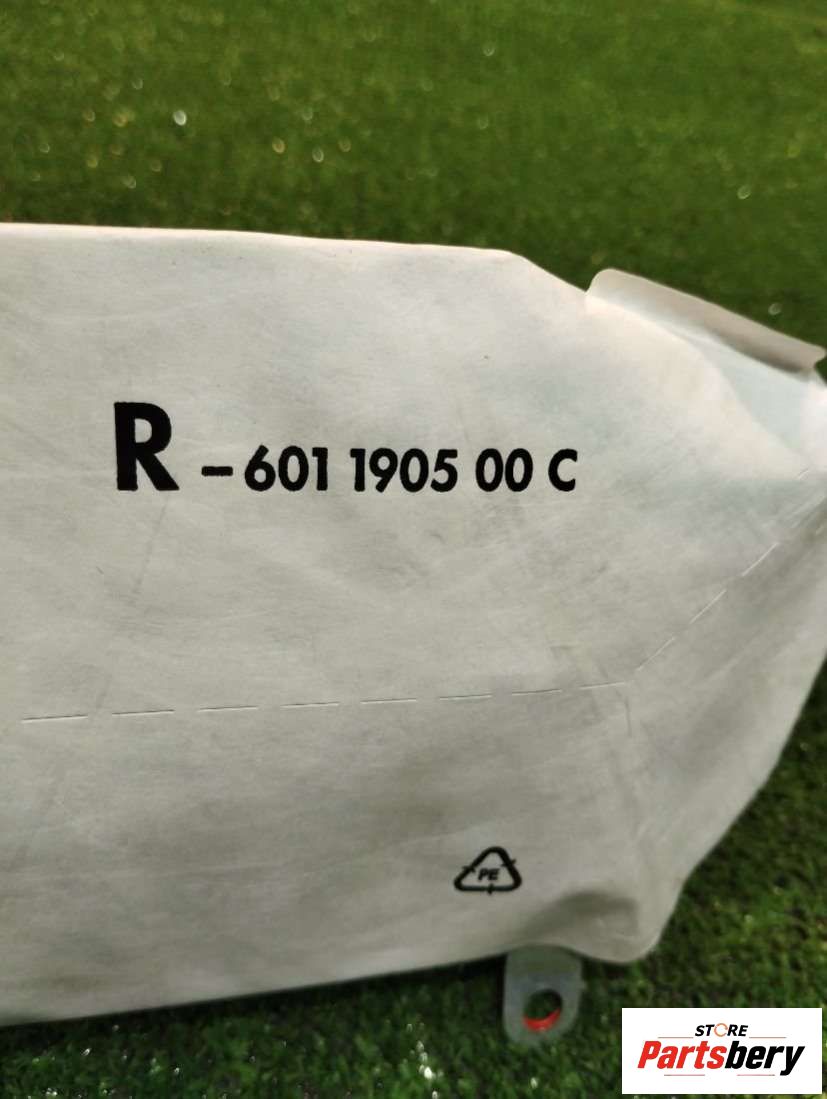 R -601 1905 00 C
PE
STORE
Partsbery